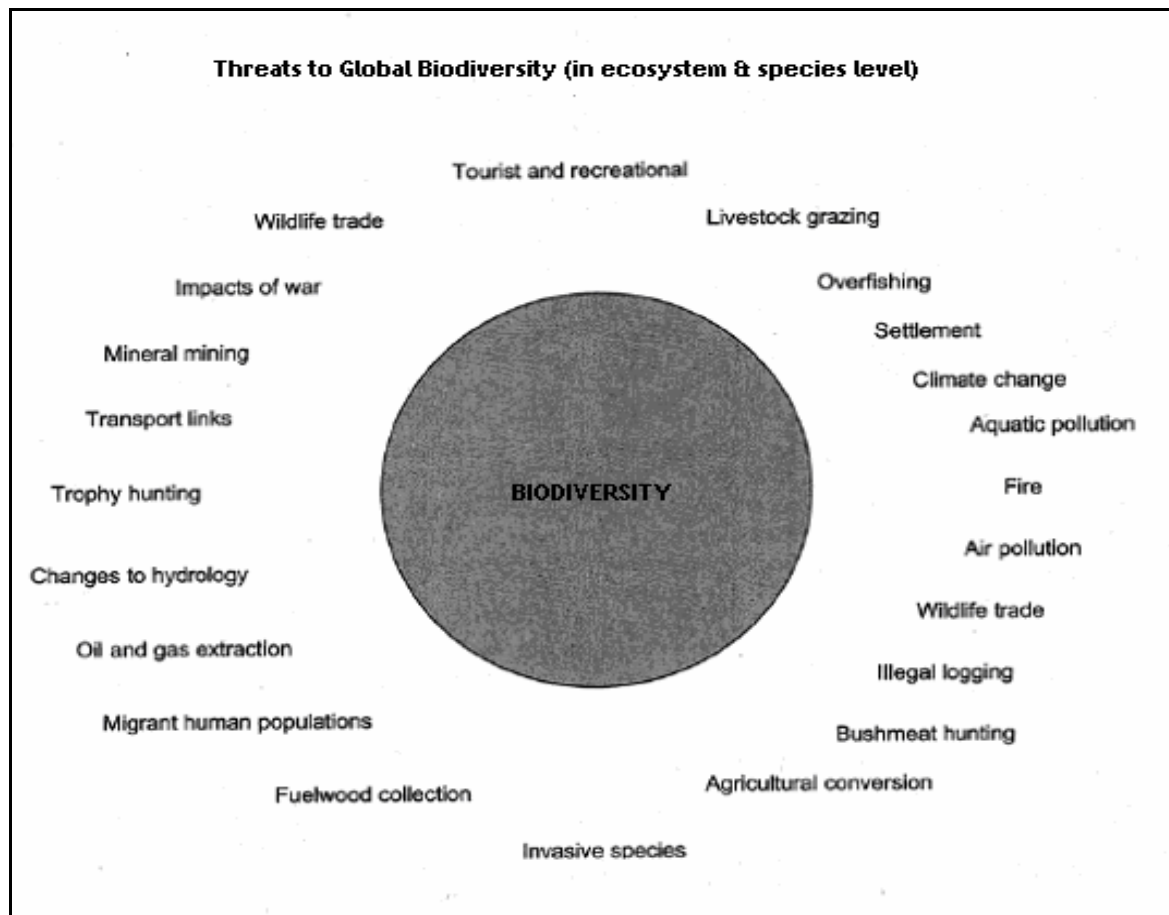 Threats to Global Biodiversity (in ecosystem & species level)
Tourist and recreational
Wildlife trade
Livestock grazing
Impacts of war
Overfishing
Settlement
Mineral mining
Climate change
Transport links
Aquatic pollution
Trophy hunting
BIODIVERSITY
Fire
Air pollution
Changes to hydrology
Wildlife trade
Oil and gas extraction
Illegal logging
Migrant human populations
Bushmeat hunting
Agricultural conversion
Fuelwood collection
Invasive species